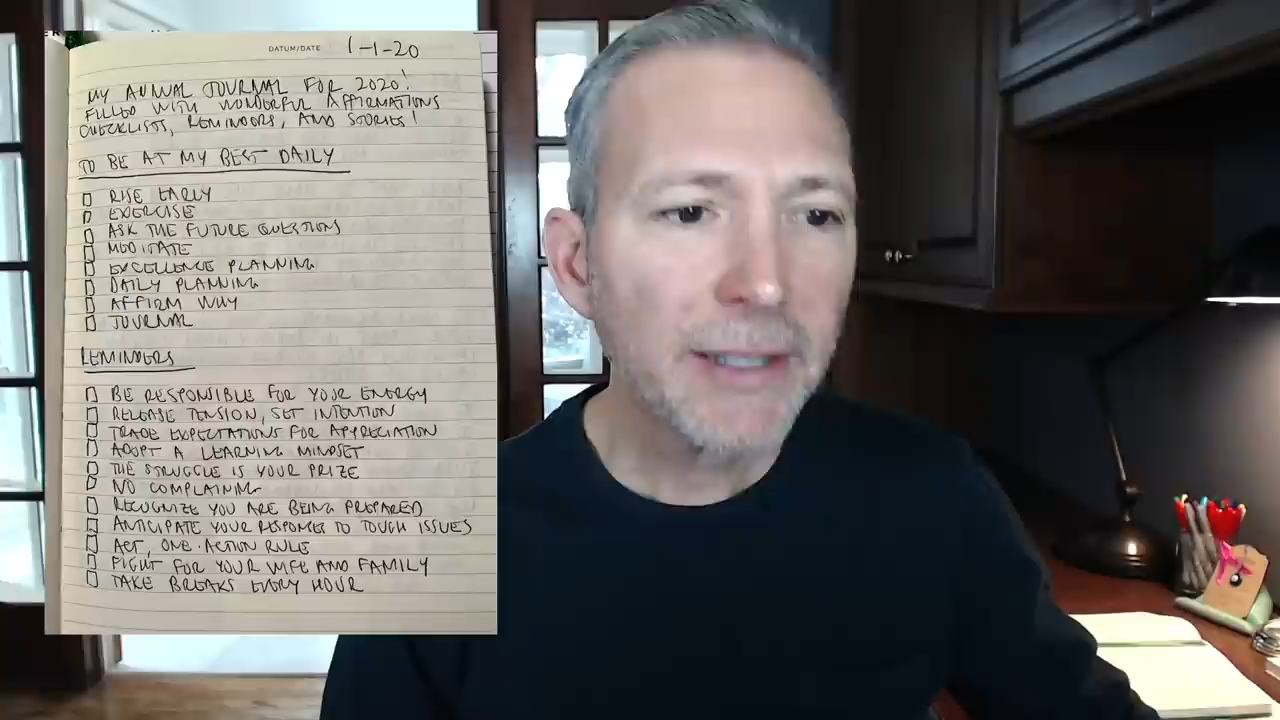 DATUM/DATE 1-1-20
MY ANNUAL JOURNAL FOR 2020!
FILLED WITH WONDERFUL AFFIRMATIONS
CHECKLISTS, REMINDERS, AND STORIES!
TO BE AT MY BEST DAILY
RISE EARLY
EXERCISE
ASK THE FUTURE QUESTIONS
MEDITATE
EXCELLENCE PLANNING
DAILY PLANNING
AFFIRM WHY
JOURNAL
REMINDERS
BE RESPONSIBLE FOR YOUR ENERGY
RELEASE TENSION, SET INTENTION
TRADE EXPECTATIONS FOR APPRECIATION
ADOPT A LEARNING MINDSET
THE STRUGGLE IS YOUR PRIZE
NO COMPLAINING
RECOGNIZE YOU ARE BEING PREPARED
ANTICIPATE YOUR RESPONSES TO TOUGH ISSUES
ACT, ONE-ACTION RULE
FIGHT FOR YOUR WIFE AND FAMILY
TAKE BREAKS EVERY HOUR